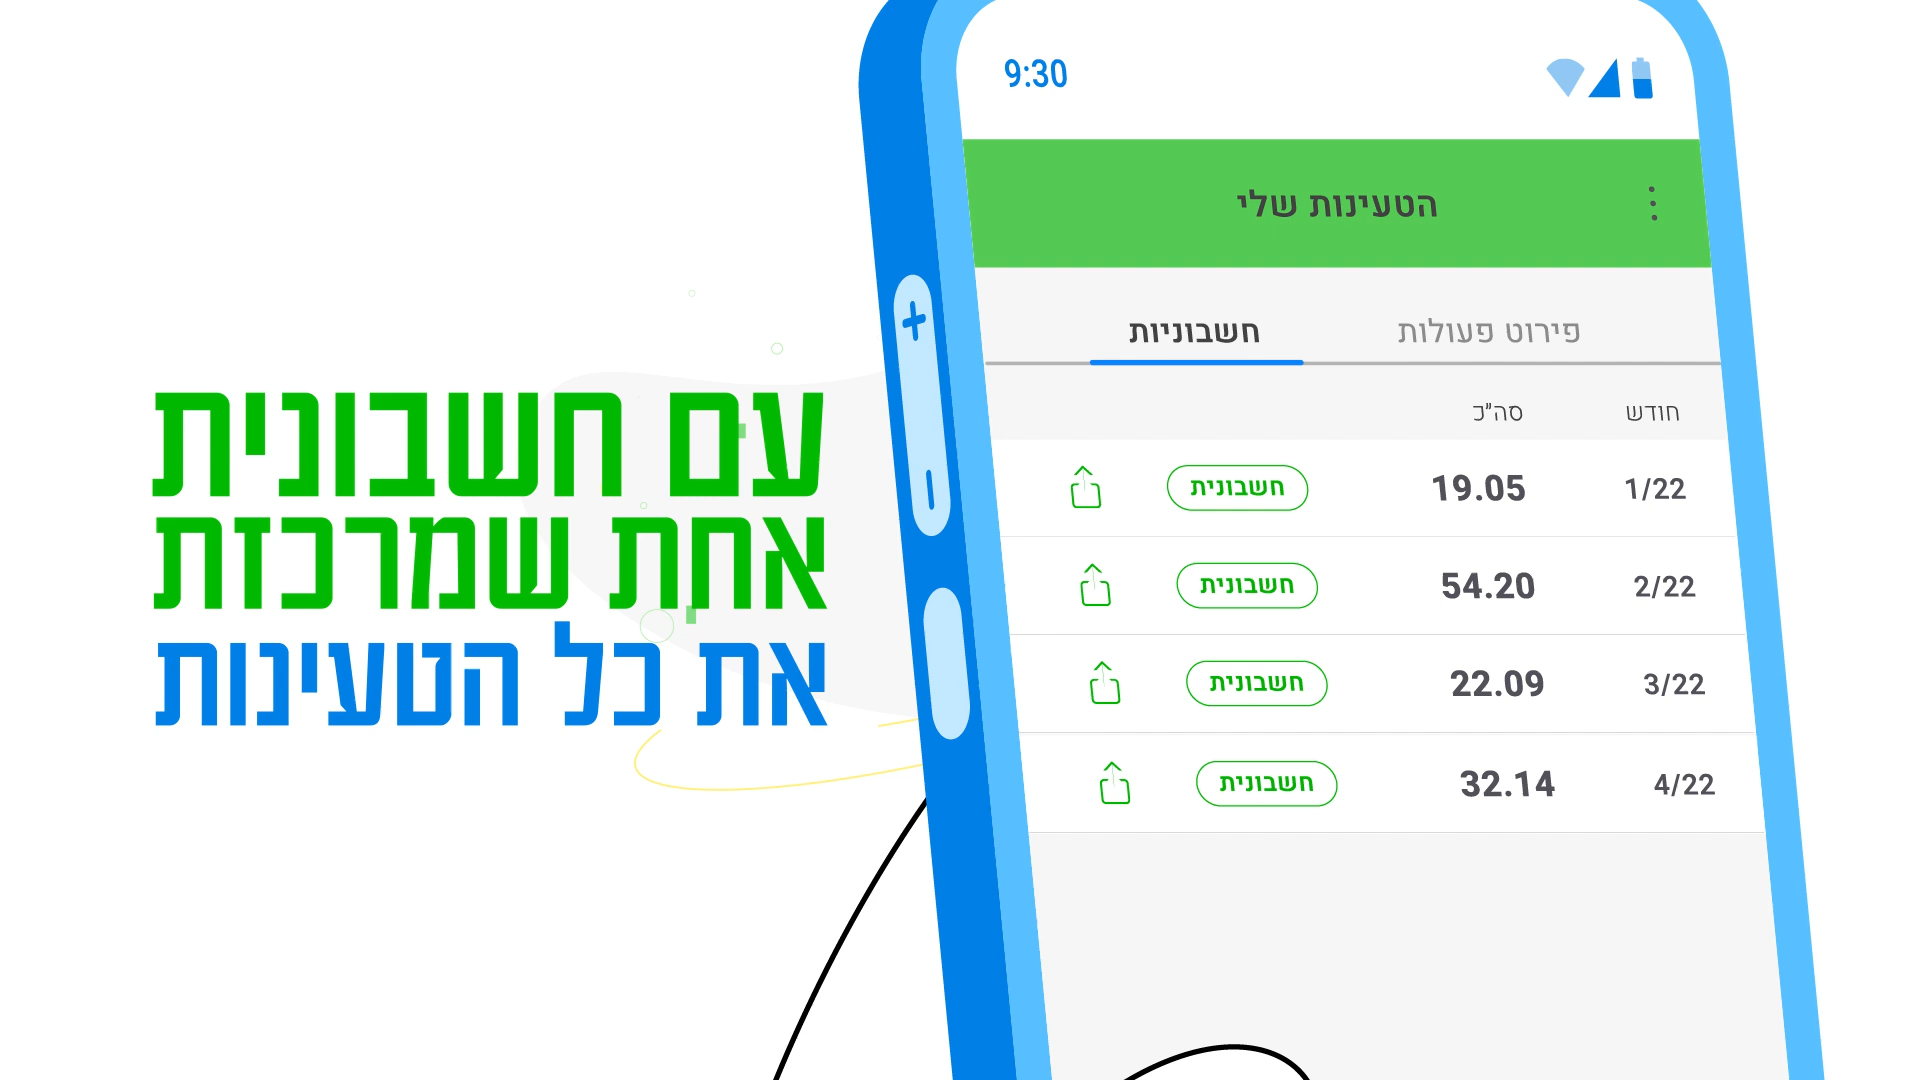 עם חשבונית
אחת שמרכזת
את כל הטעינות
9:30
הטעינות שלי
פירוט פעולות חשבוניות
חודש סה"כ
1/22 19.05 חשבונית
2/22 54.20 חשבונית
3/22 22.09 חשבונית
4/22 32.14 חשבונית